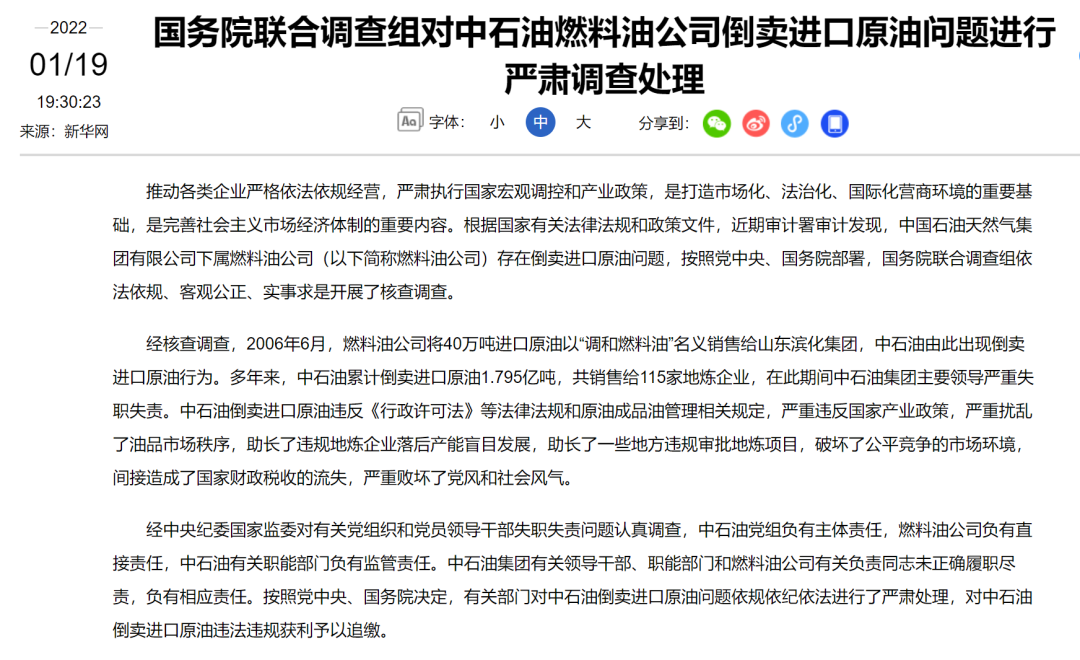 2022
01/19
19:30:23
来源：新华网
国务院联合调查组对中石油燃料油公司倒卖进口原油问题进行
严肃调查处理
Aa 字体： 小 中 大 分享到：
推动各类企业严格依法依规经营，严肃执行国家宏观调控和产业政策，是打造市场化、法治化、国际化营商环境的重要基
础，是完善社会主义市场经济体制的重要内容。根据国家有关法律法规和政策文件，近期审计署审计发现，中国石油天然气集
团有限公司下属燃料油公司（以下简称燃料油公司）存在倒卖进口原油问题，按照党中央、国务院部署，国务院联合调查组依
法依规、客观公正、实事求是开展了核查调查。
经核查调查，2006年6月，燃料油公司将40万吨进口原油以“调和燃料油”名义销售给山东滨化集团，中石油由此出现倒卖
进口原油行为。多年来，中石油累计倒卖进口原油1.795亿吨，共销售给115家地炼企业，在此期间中石油集团主要领导严重失
职失责。中石油倒卖进口原油违反《行政许可法》等法律法规和原油成品油管理相关规定，严重违反国家产业政策，严重扰乱
了油品市场秩序，助长了违规地炼企业落后产能盲目发展，助长了一些地方违规审批地炼项目，破坏了公平竞争的市场环境，
间接造成了国家财政税收的流失，严重败坏了党风和社会风气。
经中央纪委国家监委对有关党组织和党员领导干部失职失责问题认真调查，中石油党组负有主体责任，燃料油公司负有直
接责任，中石油有关职能部门负有监管责任。中石油集团有关领导干部、职能部门和燃料油公司有关负责同志未正确履职尽
责，负有相应责任。按照党中央、国务院决定，有关部门对中石油倒卖进口原油问题依规依纪依法进行了严肃处理，对中石油
倒卖进口原油违法违规获利予以追缴。